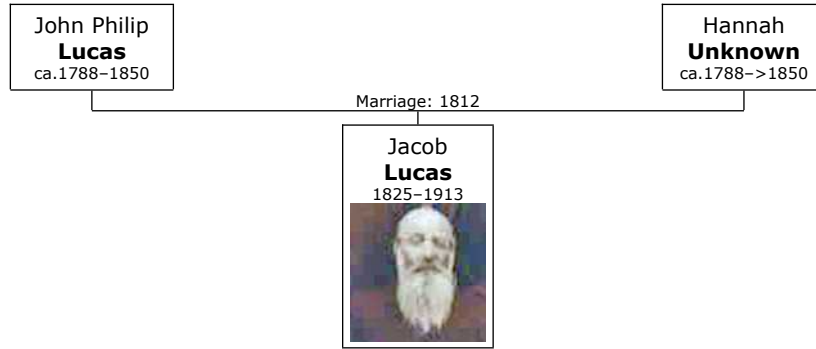 John Philip
Lucas
ca.1788–1850
Hannah
Unknown
ca.1788–>1850
Marriage: 1812
Jacob
Lucas
1825–1913